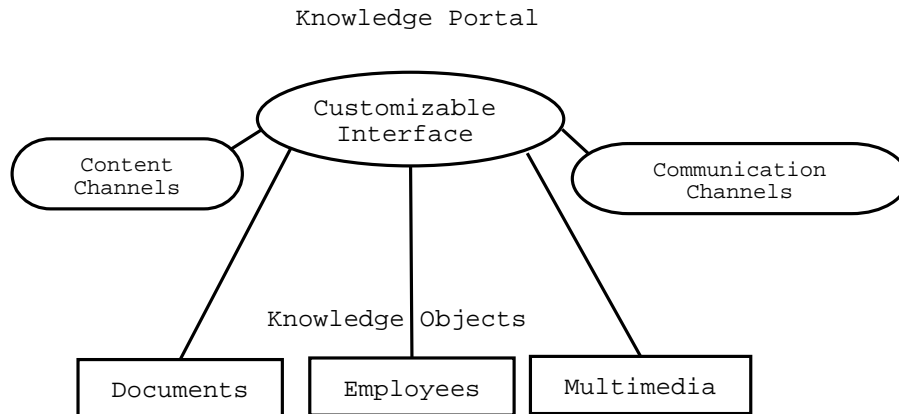 Knowledge Portal
Customizable
Interface
Content
Channels
Communication
Channels
Knowledge Objects
Documents
Employees
Multimedia